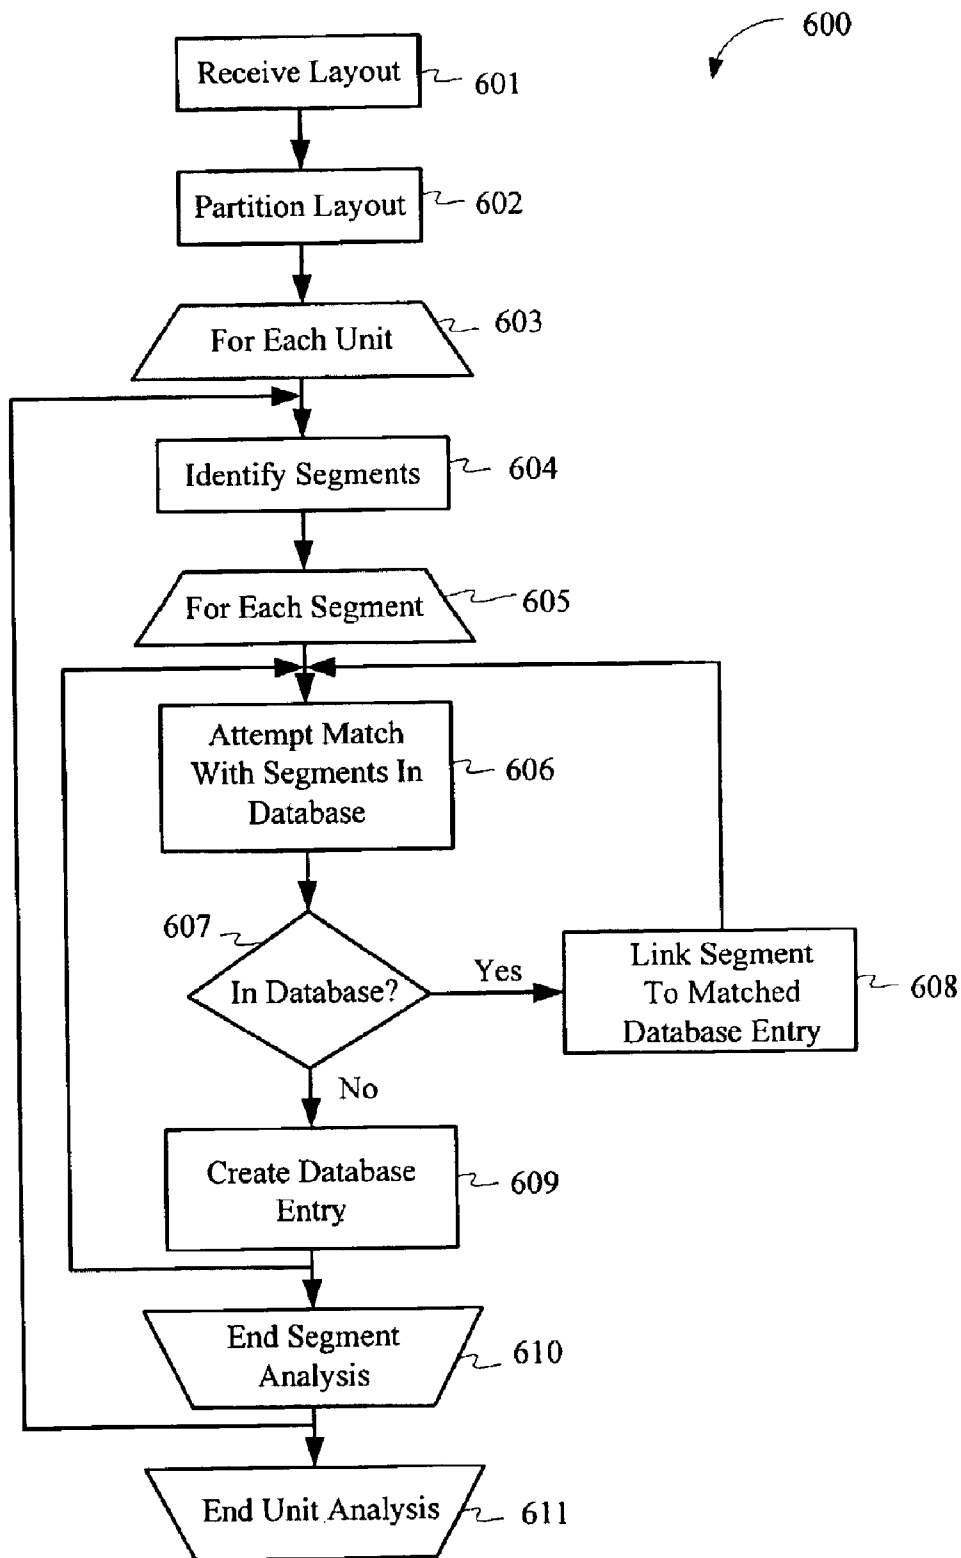 600
Receive Layout
601
Partition Layout
602
For Each Unit
603
Identify Segments
604
For Each Segment
605
Attempt Match
With Segments In
Database
606
607
In Database?
Yes
Link Segment
To Matched
Database Entry
608
No
Create Database
Entry
609
End Segment
Analysis
610
End Unit Analysis
611